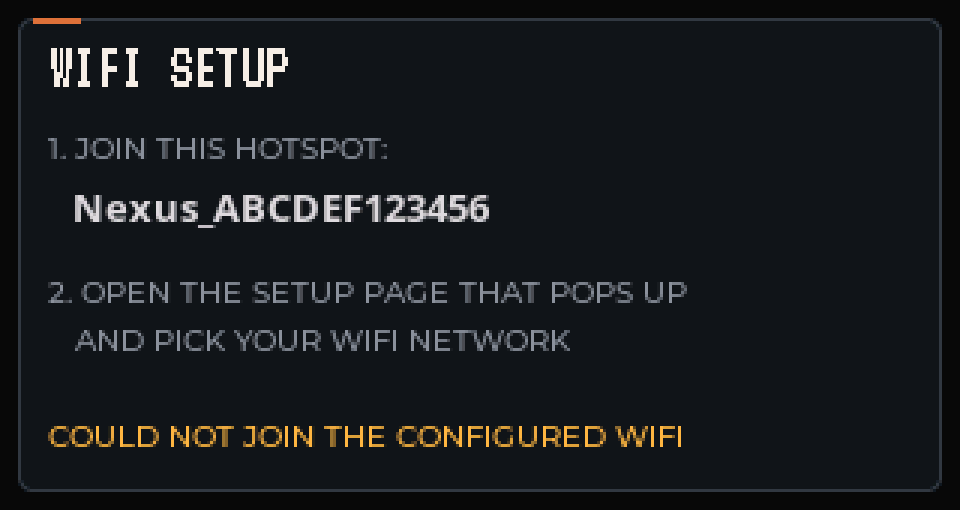 WIFI SETUP
1. JOIN THIS HOTSPOT:
Nexus_ABCDEF123456
2. OPEN THE SETUP PAGE THAT POPS UP
AND PICK YOUR WIFI NETWORK
COULD NOT JOIN THE CONFIGURED WIFI